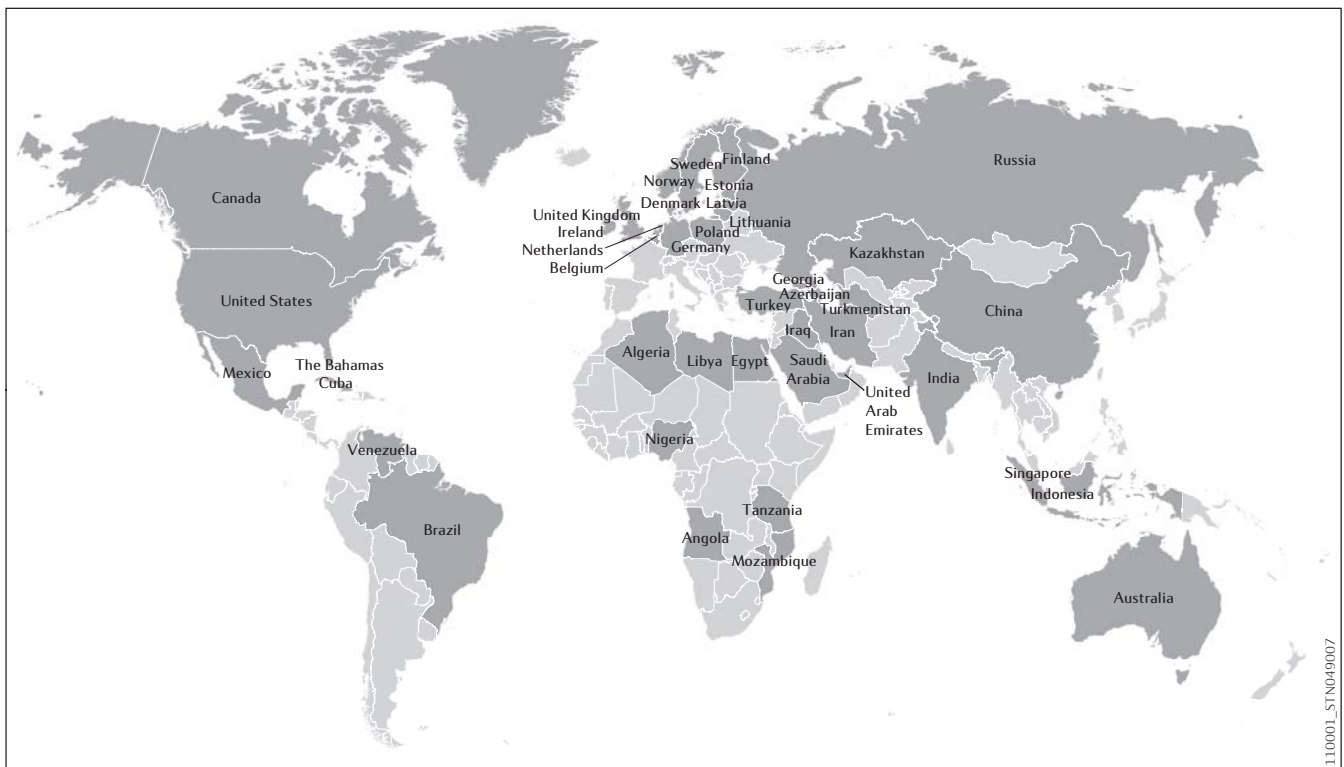 Canada
United States
Mexico
The Bahamas
Cuba
Venezuela
Brazil
Sweden
Finland
Norway
Estonia
Denmark
Latvia
Lithuania
United Kingdom
Ireland
Netherlands
Belgium
Poland
Germany
Russia
Kazakhstan
Georgia
Azerbaijan
Turkey
Turkmenistan
China
Iraq
Iran
Algeria
Libya
Egypt
Saudi
Arabia
India
United
Arab
Emirates
Nigeria
Tanzania
Angola
Mozambique
Singapore
Indonesia
Australia
110001_STN049007